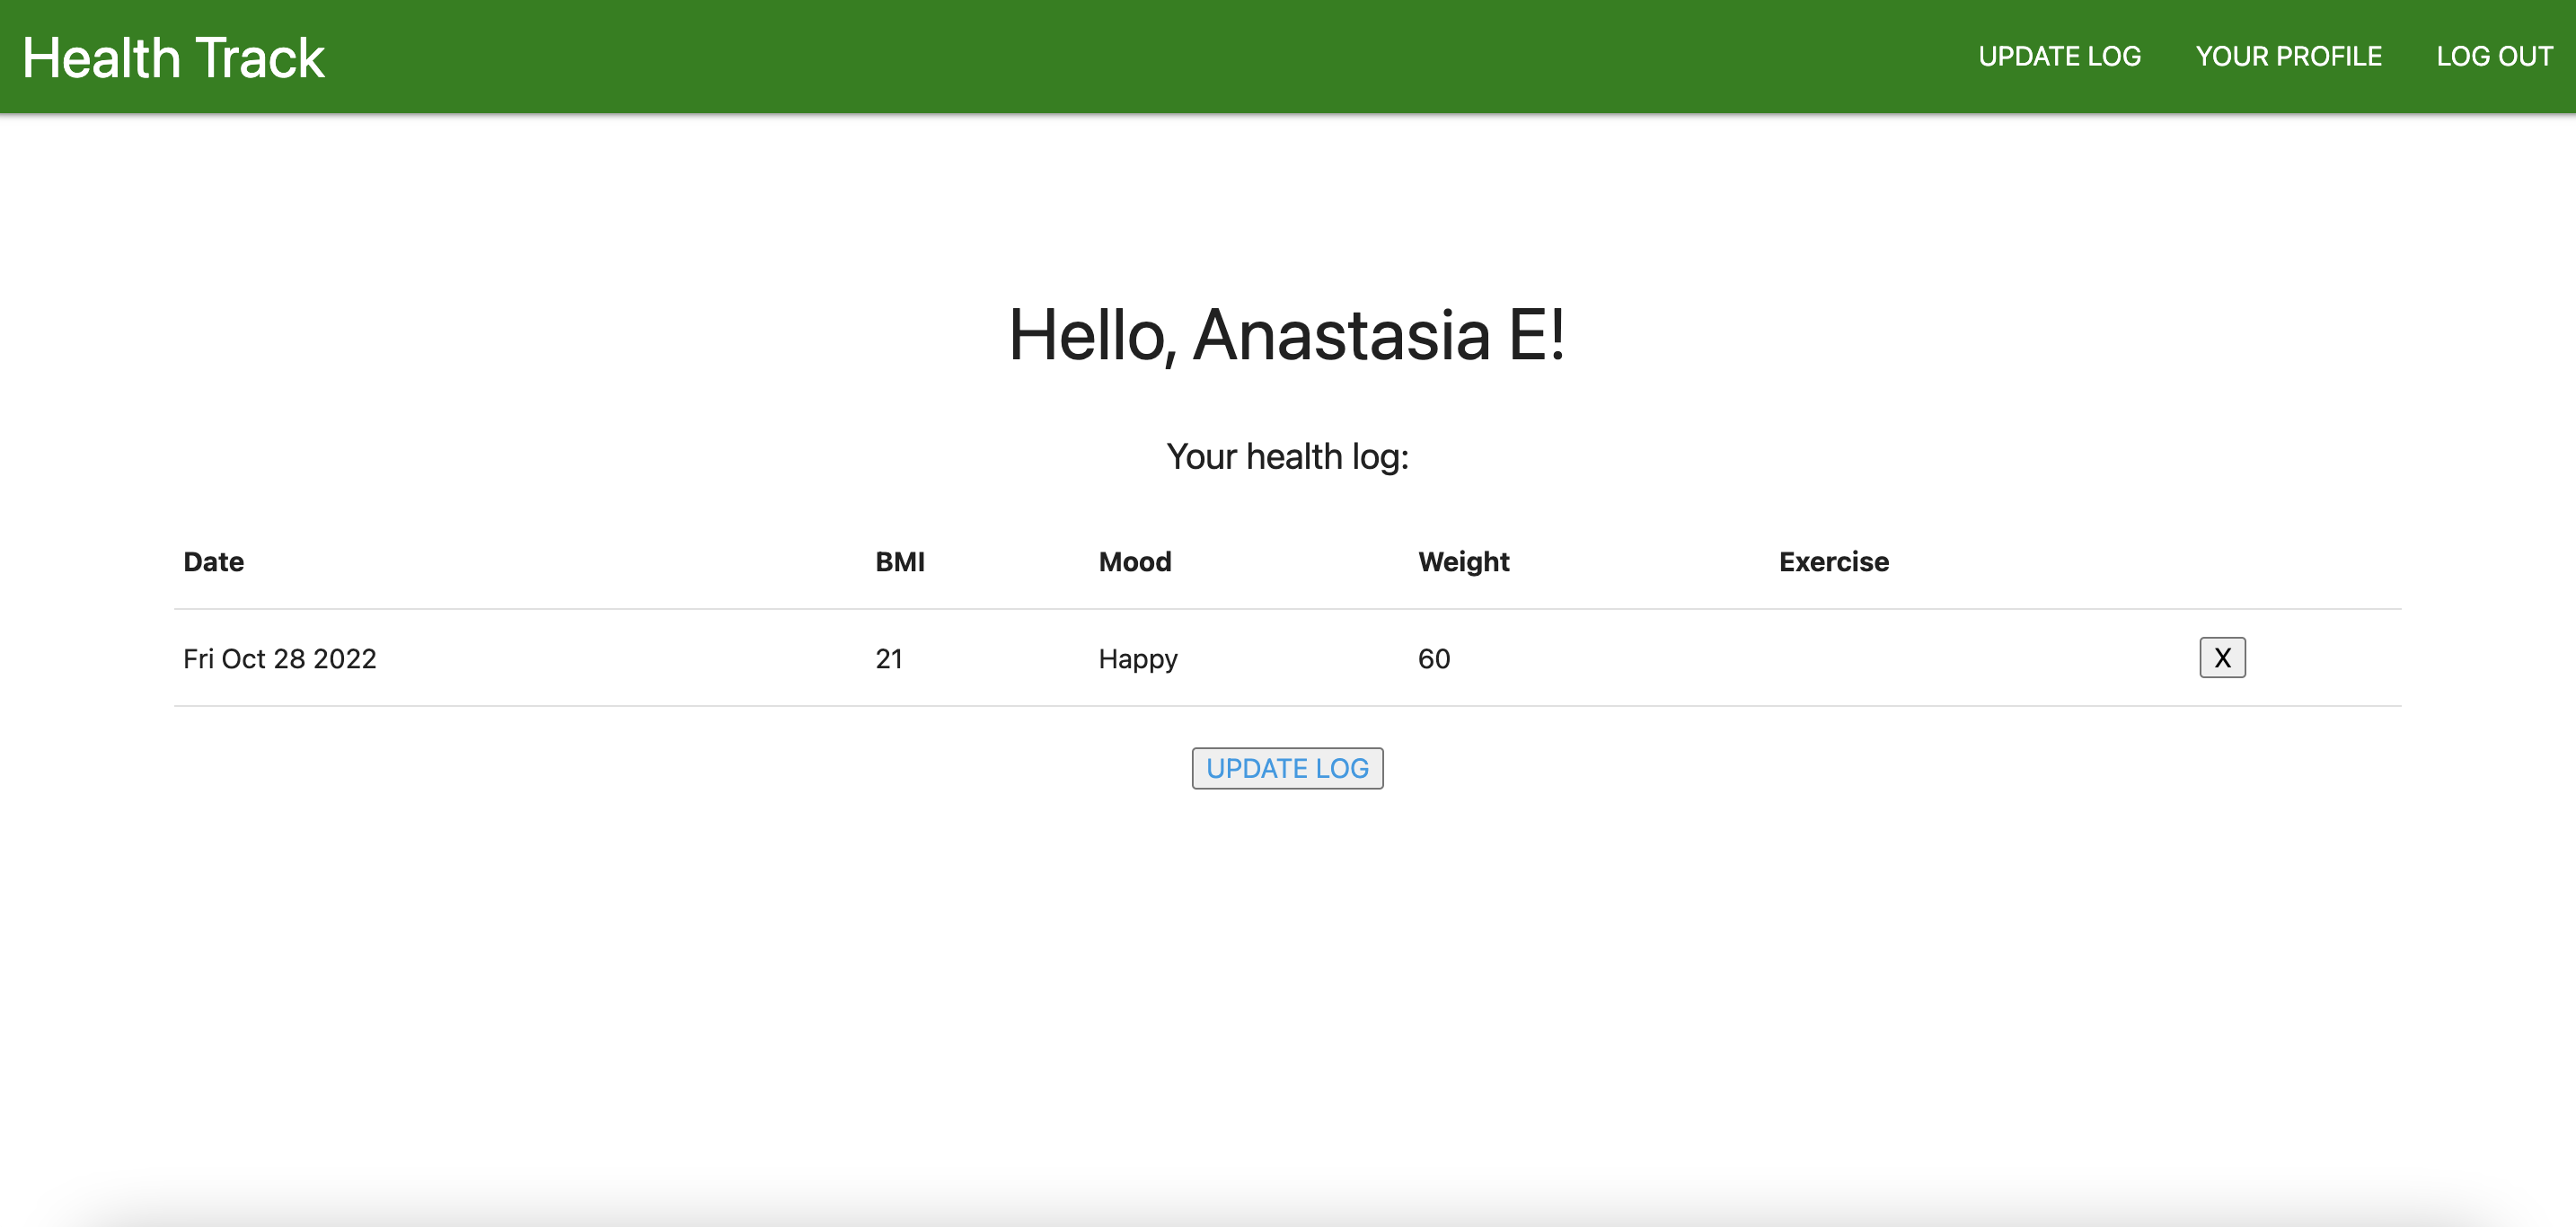 Health Track UPDATE LOG YOUR PROFILE LOG OUT
Hello, Anastasia E!
Your health log:
Date BMI Mood Weight Exercise
Fri Oct 28 2022 21 Happy 60 X
UPDATE LOG